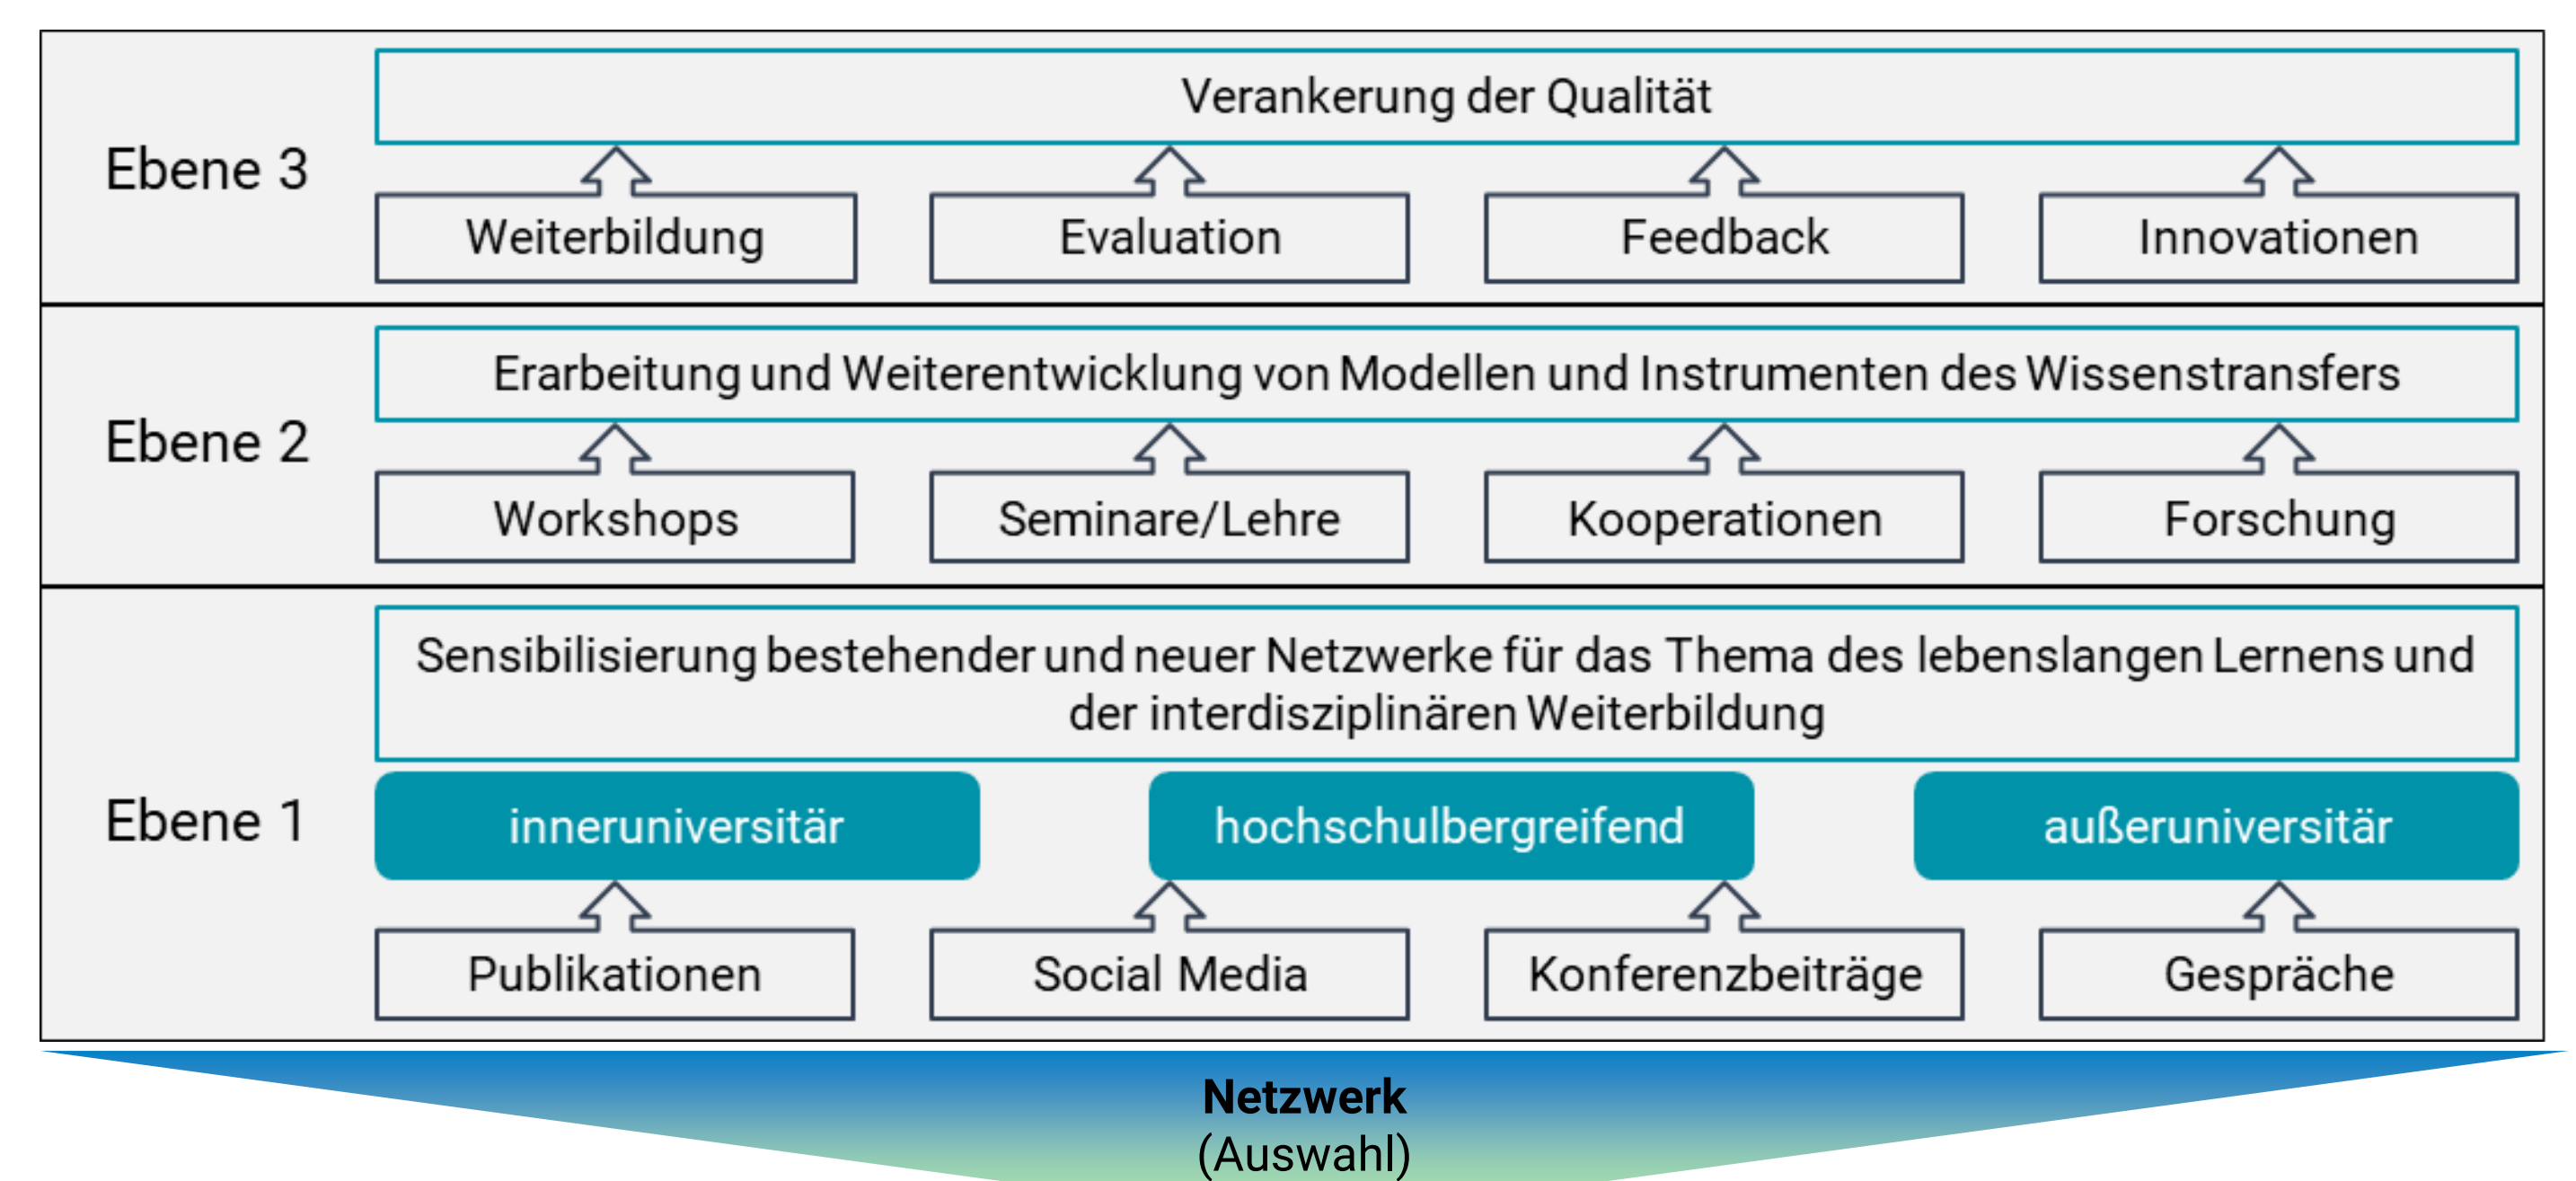 Verankerung der Qualität
Ebene 3
Weiterbildung
Evaluation
Feedback
Innovationen
Erarbeitung und Weiterentwicklung von Modellen und Instrumenten des Wissenstransfers
Ebene 2
Workshops
Seminare/Lehre
Kooperationen
Forschung
Sensibilisierung bestehender und neuer Netzwerke für das Thema des lebenslangen Lernens und
der interdisziplinären Weiterbildung
Ebene 1
inneruniversitär
hochschulbergreifend
außeruniversitär
Publikationen
Social Media
Konferenzbeiträge
Gespräche
Netzwerk
(Auswahl)